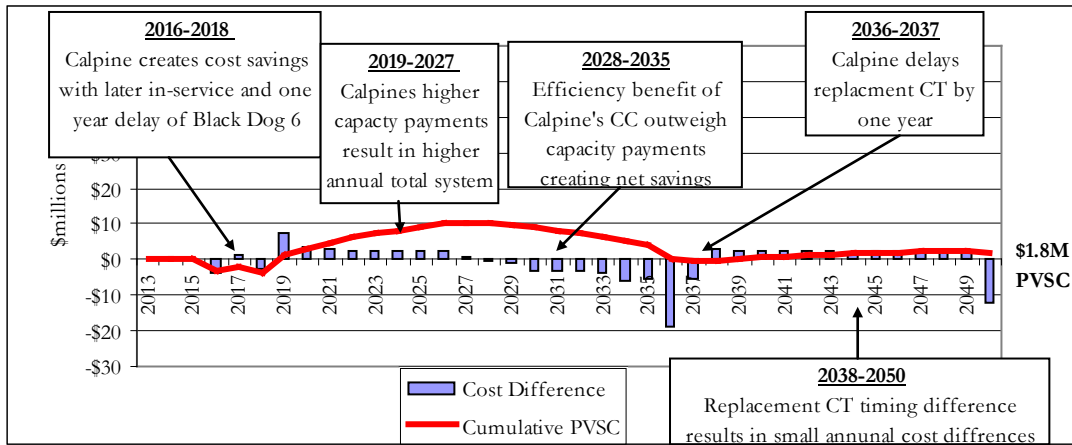 2016-2018
Calpine creates cost savings
with later in-service and one
year delay of Black Dog 6
2019-2027
Calpines higher
capacty payments
result in higher
annual total system
2028-2035
Efficiency benefit of
Calpine's CC outweigh
capacity payments
creating net savings
2036-2037
Calpine delays
replacment CT by
one year
$millions
$20
$10
$0
-$10
-$20
-$30
2013
2015
2017
2019
2021
2023
2025
2027
2029
2031
2033
2035
2037
2039
2041
2043
2045
2047
2049
$1.8M
PVSC
Cost Difference
Cumulative PVSC
2038-2050
Replacement CT timing difference
results in small annunal cost diffrences